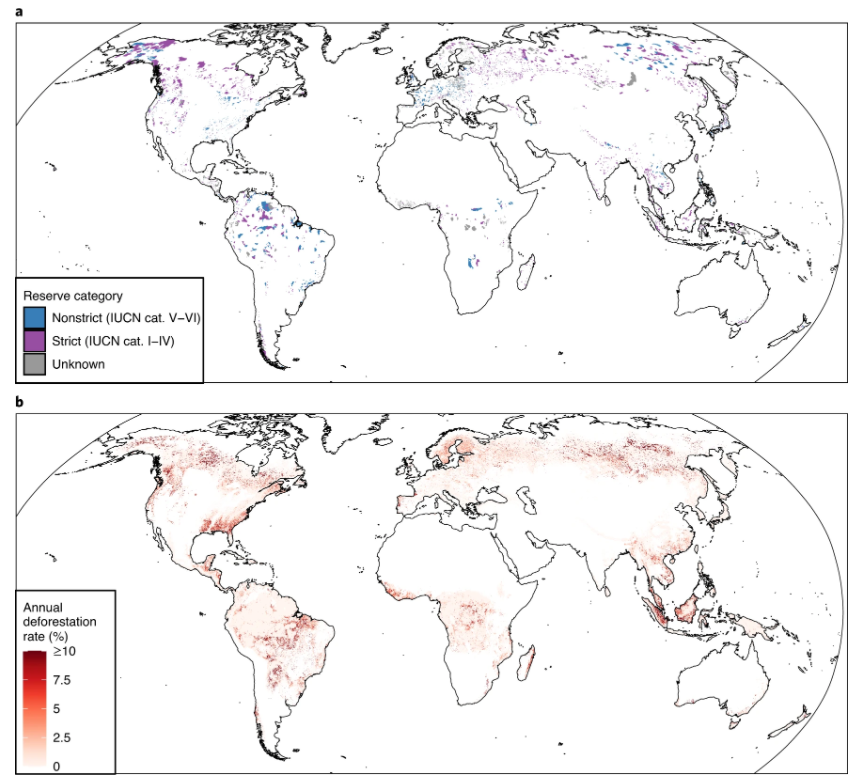 a
Reserve category
Nonstrict (IUCN cat. V–VI)
Strict (IUCN cat. I–IV)
Unknown
b
Annual
deforestation
rate (%)
≥10
7.5
5
2.5
0